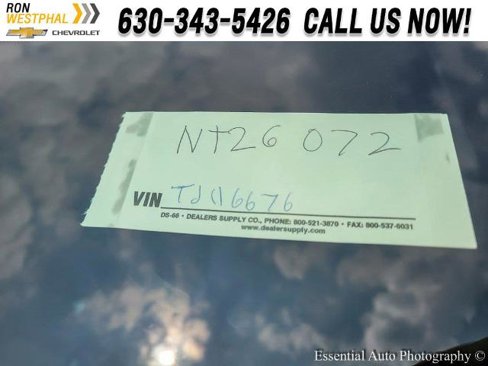 RON
WESTPHAL
CHEVROLET
630-343-5426 CALL US NOW!
NT26 072
VIN TJ116676
DS-66 • DEALERS SUPPLY CO., PHONE: 800-521-3870 • FAX: 800-537-6031
www.dealersupply.com
Essential Auto Photography ©